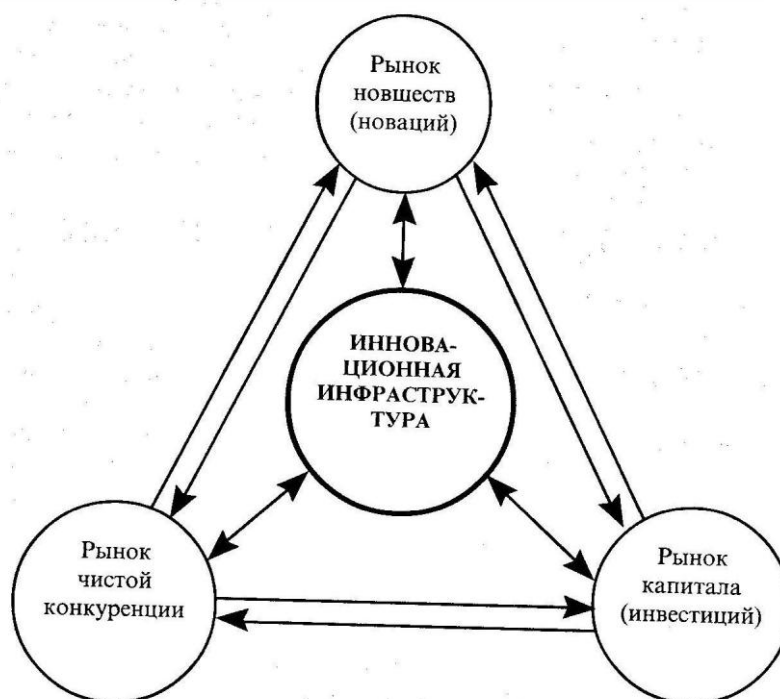 Рынок
новшеств
(новаций)
ИННОВА-
ЦИОННАЯ
ИНФРАСТРУК-
ТУРА
Рынок
чистой
конкуренции
Рынок
капитала
(инвестиций)